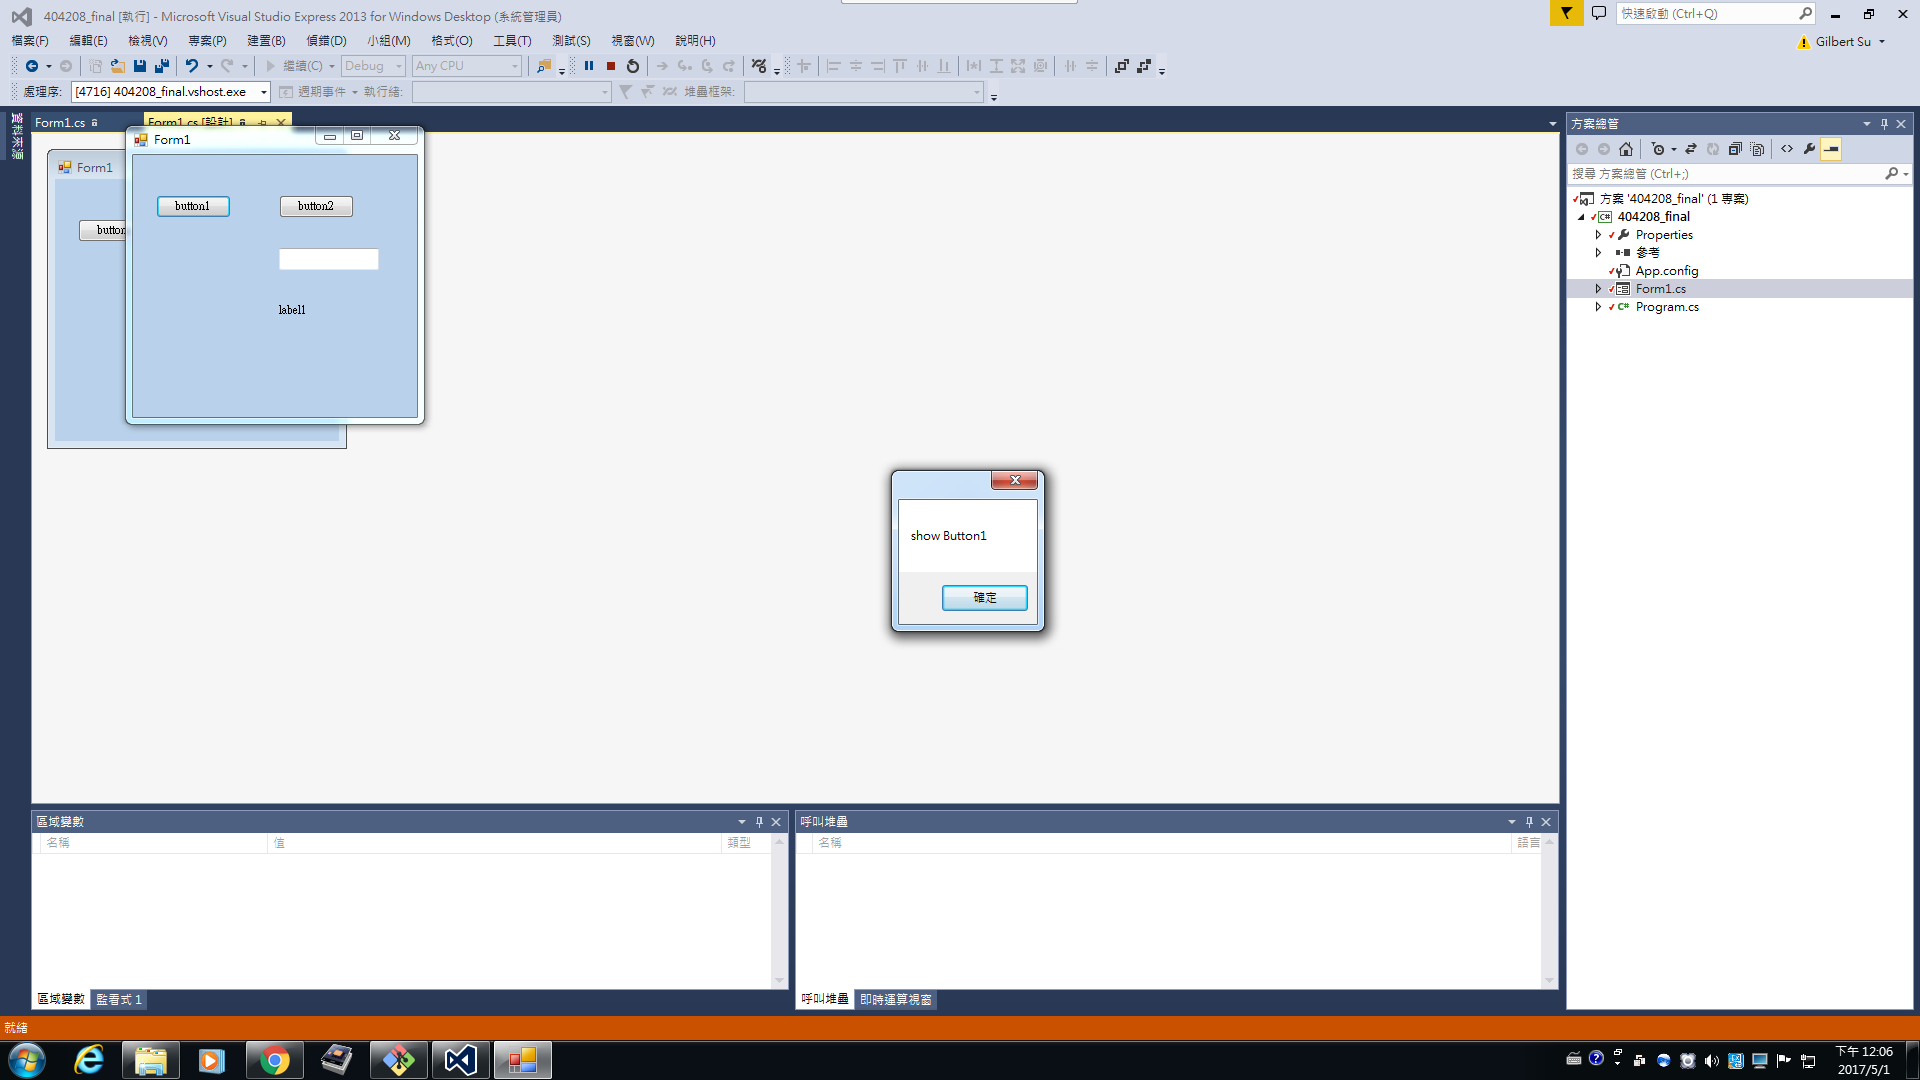 404208_final [執行] - Microsoft Visual Studio Express 2013 for Windows Desktop (系統管理員)
快速啟動 (Ctrl+Q)
檔案(F) 編輯(E) 檢視(V) 專案(P) 建置(B) 偵錯(D) 小組(M) 格式(O) 工具(T) 測試(S) 視窗(W) 說明(H)
Gilbert Su
繼續(C) Debug Any CPU
處理序: [4716] 404208_final.vshost.exe 週期事件 執行緒: 堆疊框架:
資料來源
Form1.cs
Form1.cs [設計]
Form1
button1 button2
label1
Form1
button
show Button1
確定
方案總管
搜尋 方案總管 (Ctrl+;)
方案 '404208_final' (1 專案)
404208_final
Properties
參考
App.config
Form1.cs
C# Program.cs
區域變數
名稱 值 類型
區域變數 監看式 1
呼叫堆疊
名稱 語言
呼叫堆疊 即時運算視窗
就緒
下午 12:06
2017/5/1